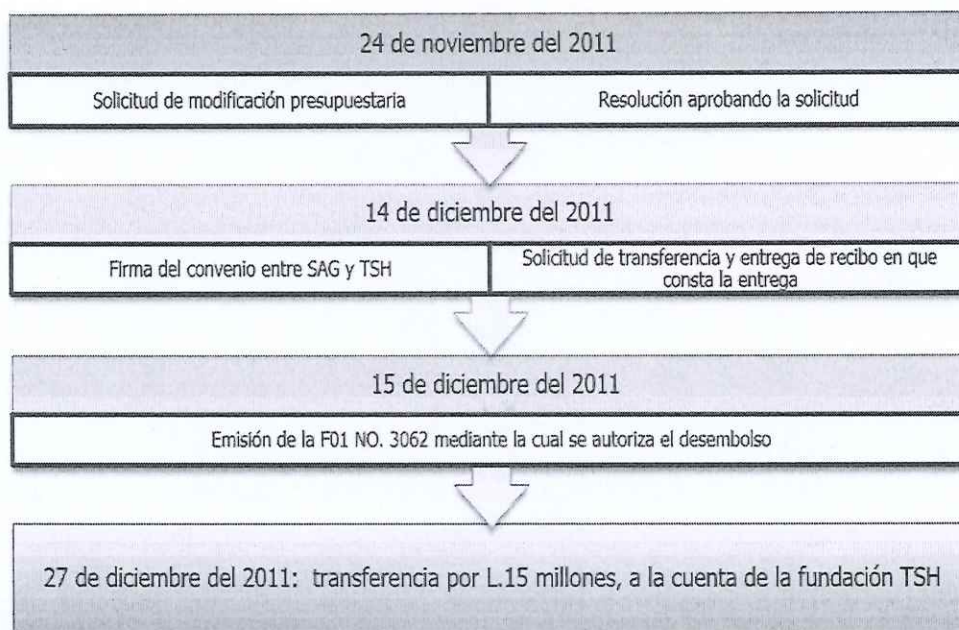 24 de noviembre del 2011
Solicitud de modificación presupuestaria
Resolución aprobando la solicitud
14 de diciembre del 2011
Firma del convenio entre SAG y TSH
Solicitud de transferencia y entrega de recibo en que
consta la entrega
15 de diciembre del 2011
Emisión de la F01 NO. 3062 mediante la cual se autoriza el desembolso
27 de diciembre del 2011: transferencia por L.15 millones, a la cuenta de la fundación TSH